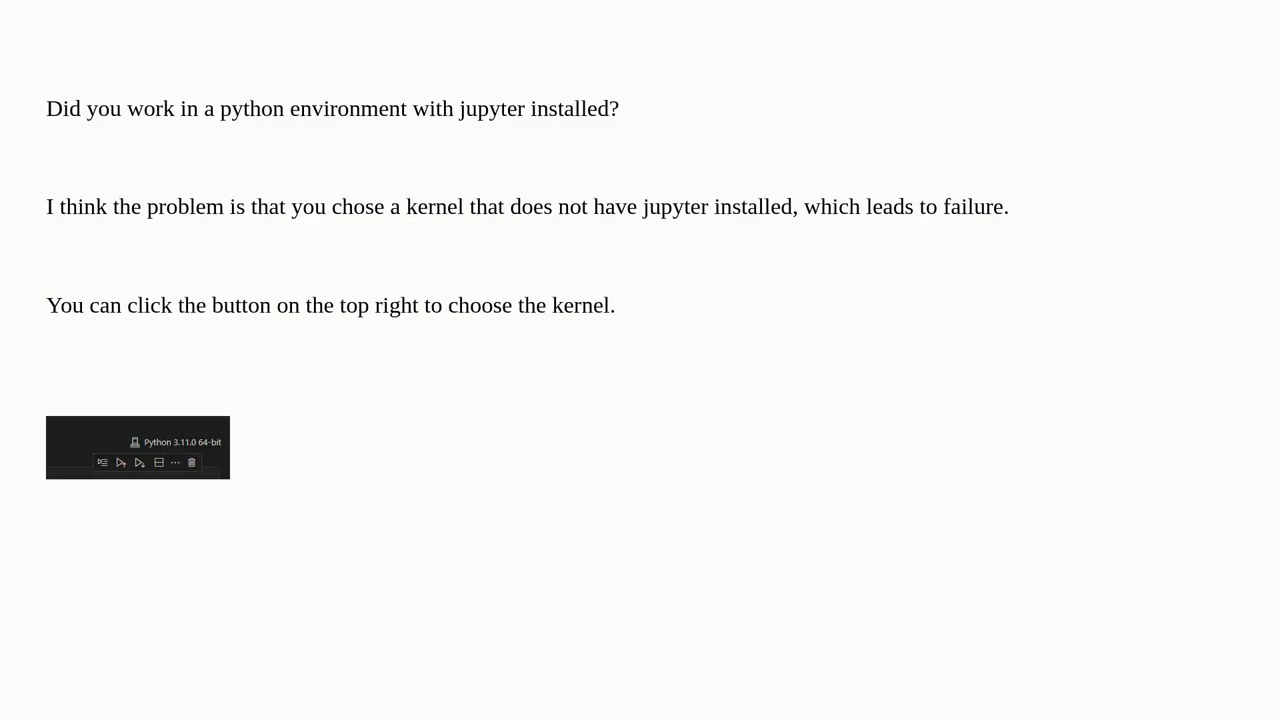 Did you work in a python environment with jupyter installed?
I think the problem is that you chose a kernel that does not have jupyter installed, which leads to failure.
You can click the button on the top right to choose the kernel.
Python 3.11.0 64-bit